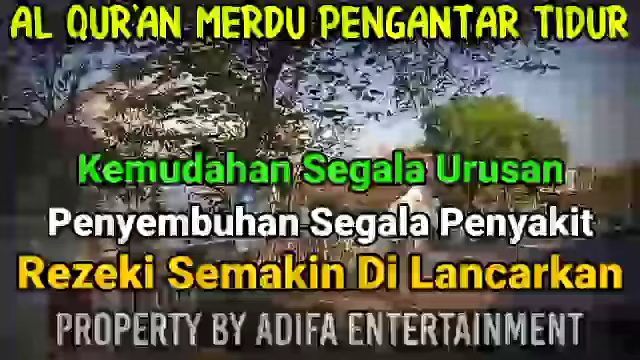 AL QUR'AN MERDU PENGANTAR TIDUR
Kemudahan Segala Urusan
Penyembuhan Segala Penyakit
Rezeki Semakin Di Lancarkan
PROPERTY BY ADIFA ENTERTAINMENT